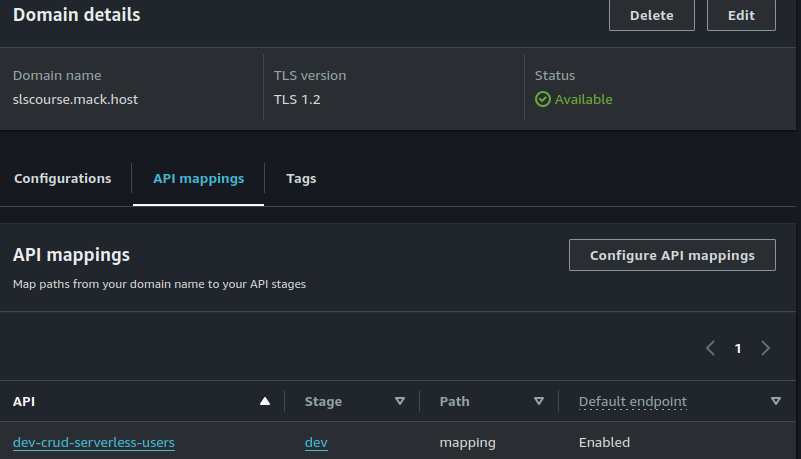 Domain details
Delete
Edit
Domain name
TLS version
Status
slscourse.mack.host
TLS 1.2
Available
Configurations
API mappings
Tags
API mappings
Configure API mappings
Map paths from your domain name to your API stages
1
API
Stage
Path
Default endpoint
dev-crud-serverless-users
dev
mapping
Enabled